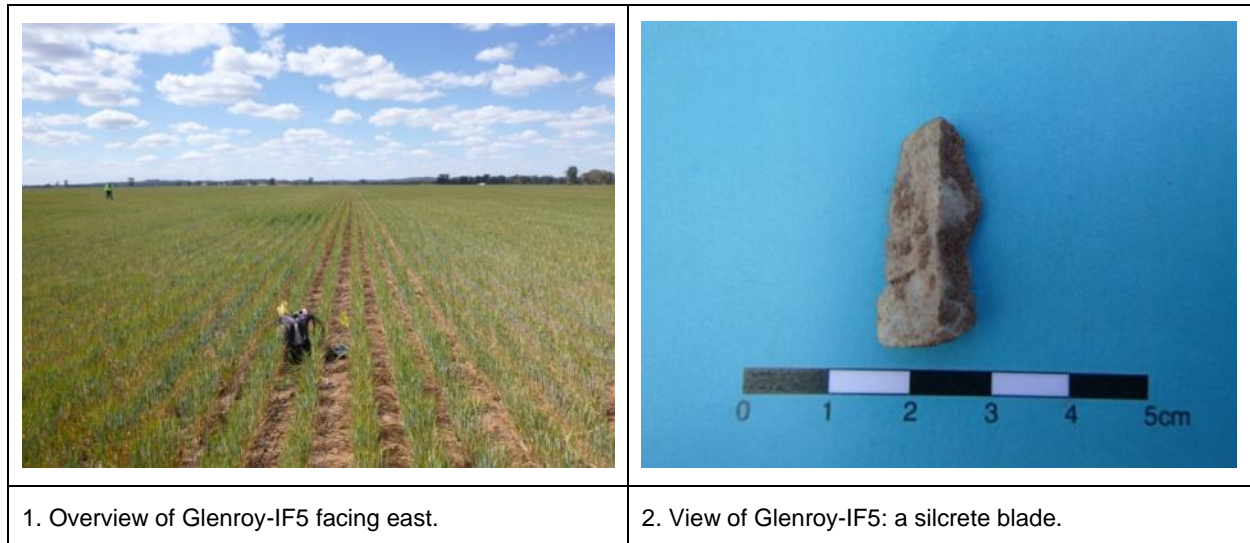 0 1 2 3 4 5cm
1. Overview of Glenroy-IF5 facing east.
2. View of Glenroy-IF5: a silcrete blade.